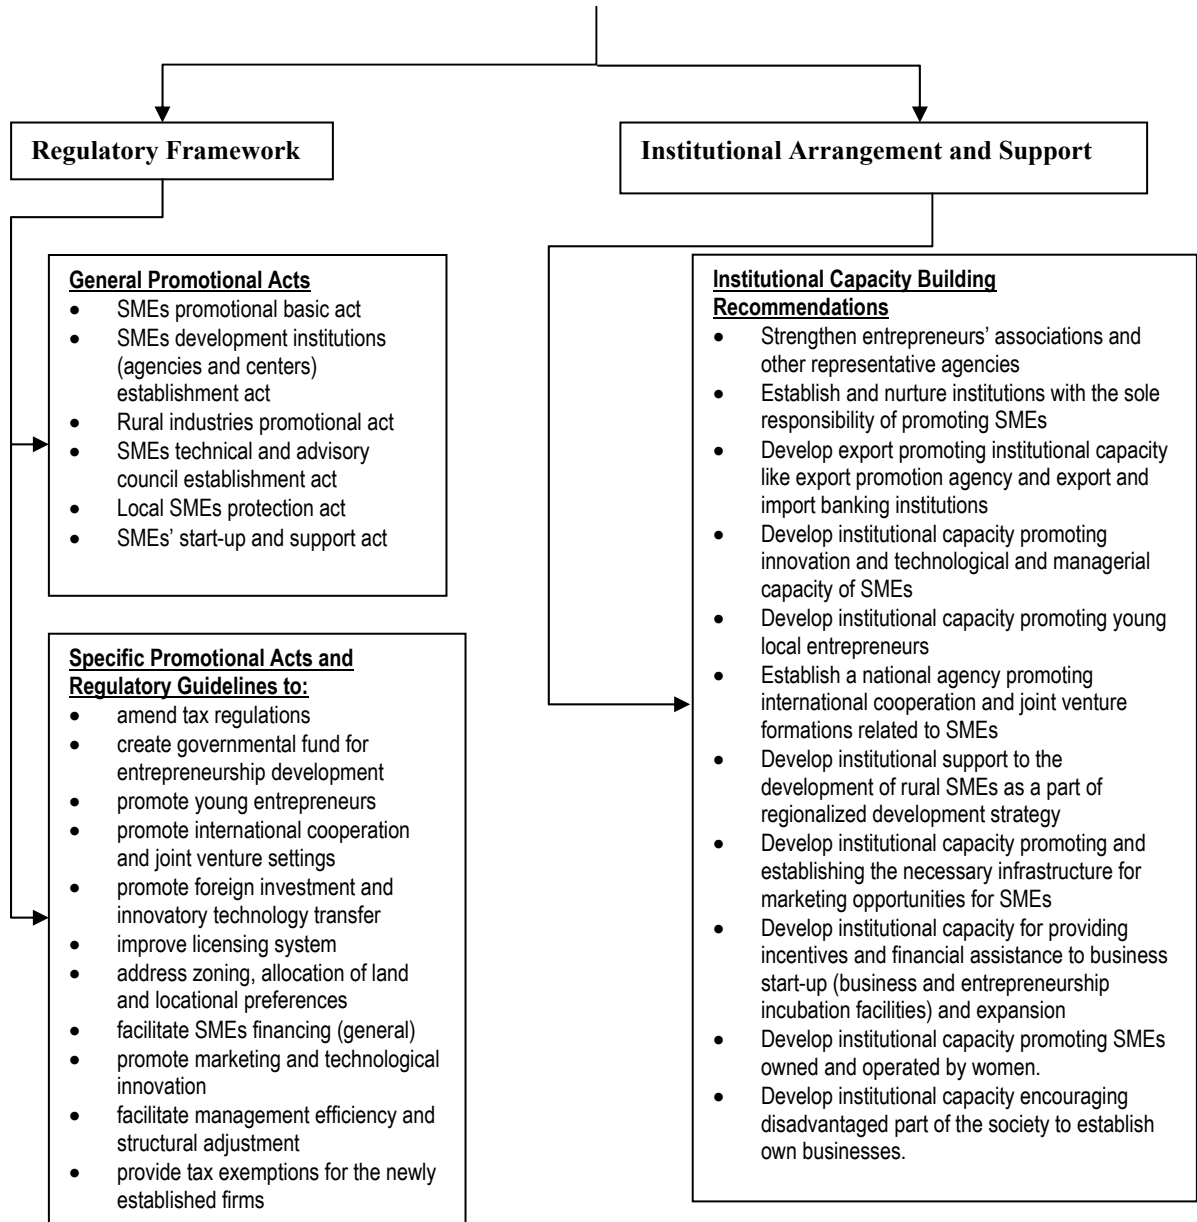 Regulatory Framework
Institutional Arrangement and Support
General Promotional Acts
• SMEs promotional basic act
• SMEs development institutions
(agencies and centers)
establishment act
• Rural industries promotional act
• SMEs technical and advisory
council establishment act
• Local SMEs protection act
• SMEs’ start-up and support act
Specific Promotional Acts and
Regulatory Guidelines to:
• amend tax regulations
• create governmental fund for
entrepreneurship development
• promote young entrepreneurs
• promote international cooperation
and joint venture settings
• promote foreign investment and
innovatory technology transfer
• improve licensing system
• address zoning, allocation of land
and locational preferences
• facilitate SMEs financing (general)
• promote marketing and technological
innovation
• facilitate management efficiency and
structural adjustment
• provide tax exemptions for the newly
established firms
Institutional Capacity Building
Recommendations
• Strengthen entrepreneurs’ associations and
other representative agencies
• Establish and nurture institutions with the sole
responsibility of promoting SMEs
• Develop export promoting institutional capacity
like export promotion agency and export and
import banking institutions
• Develop institutional capacity promoting
innovation and technological and managerial
capacity of SMEs
• Develop institutional capacity promoting young
local entrepreneurs
• Establish a national agency promoting
international cooperation and joint venture
formations related to SMEs
• Develop institutional support to the
development of rural SMEs as a part of
regionalized development strategy
• Develop institutional capacity promoting and
establishing the necessary infrastructure for
marketing opportunities for SMEs
• Develop institutional capacity for providing
incentives and financial assistance to business
start-up (business and entrepreneurship
incubation facilities) and expansion
• Develop institutional capacity promoting SMEs
owned and operated by women.
• Develop institutional capacity encouraging
disadvantaged part of the society to establish
own businesses.